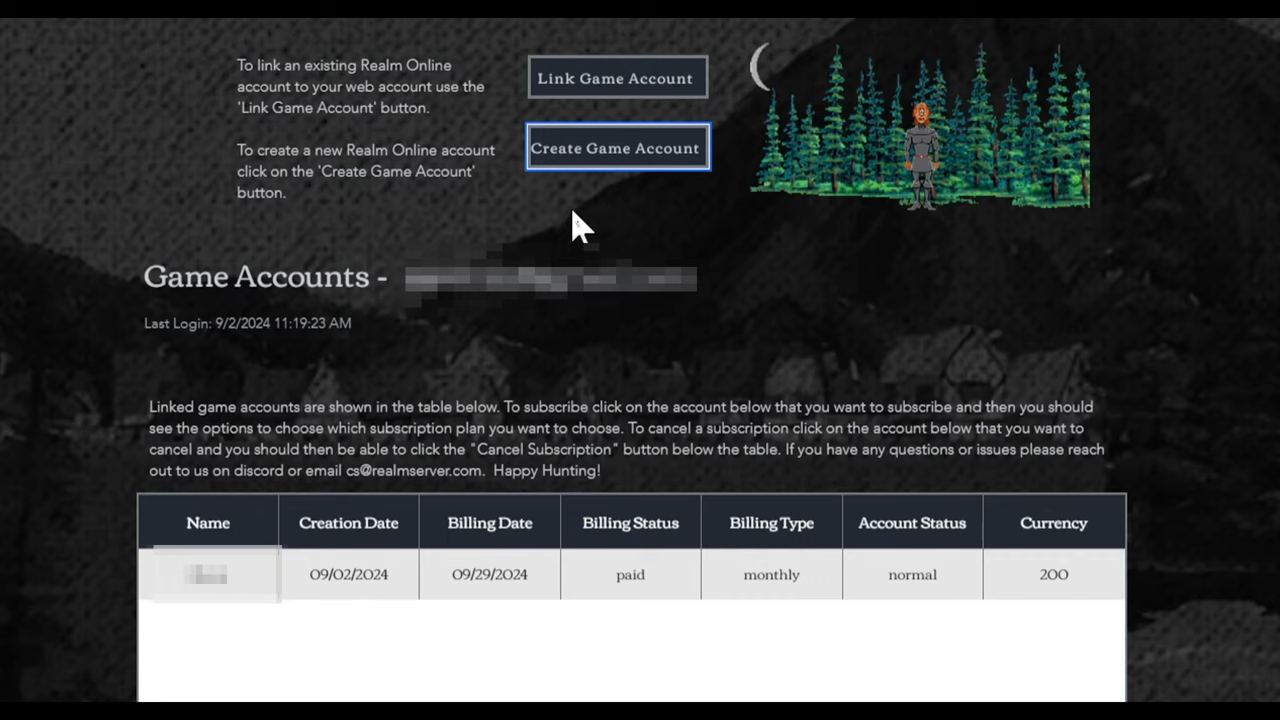 To link an existing Realm Online
account to your web account use the
'Link Game Account' button.
Link Game Account
To create a new Realm Online account
click on the 'Create Game Account'
button.
Create Game Account
Game Accounts -
Last Login: 9/2/2024 11:19:23 AM
Linked game accounts are shown in the table below. To subscribe click on the account below that you want to subscribe and then you should
see the options to choose which subscription plan you want to choose. To cancel a subscription click on the account below that you want to
cancel and you should then be able to click the "Cancel Subscription" button below the table. If you have any questions or issues please reach
out to us on discord or email cs@realmserver.com. Happy Hunting!
Name Creation Date Billing Date Billing Status Billing Type Account Status Currency
09/02/2024 09/29/2024 paid monthly normal 200